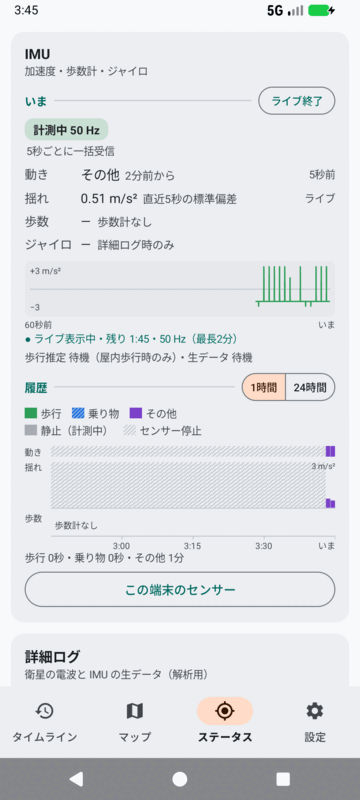 3:45
5G
IMU
加速度・歩数計・ジャイロ
いま
ライブ終了
計測中 50 Hz
5秒ごとに一括受信
動き その他 2分前から 5秒前
揺れ 0.51 m/s² 直近5秒の標準偏差 ライブ
歩数 — 歩数計なし
ジャイロ — 詳細ログ時のみ
+3 m/s²
−3
60秒前 いま
● ライブ表示中・残り 1:45・50 Hz（最長2分）
歩行推定 待機（屋内歩行時のみ）・生データ 待機
履歴
1時間 24時間
歩行 乗り物 その他
静止（計測中） センサー停止
動き
揺れ 3 m/s²
歩数
歩数計なし
3:00 3:15 3:30 いま
歩行 0秒・乗り物 0秒・その他 1分
この端末のセンサー
詳細ログ
衛星の電波と IMU の生データ（解析用）
タイムライン マップ ステータス 設定